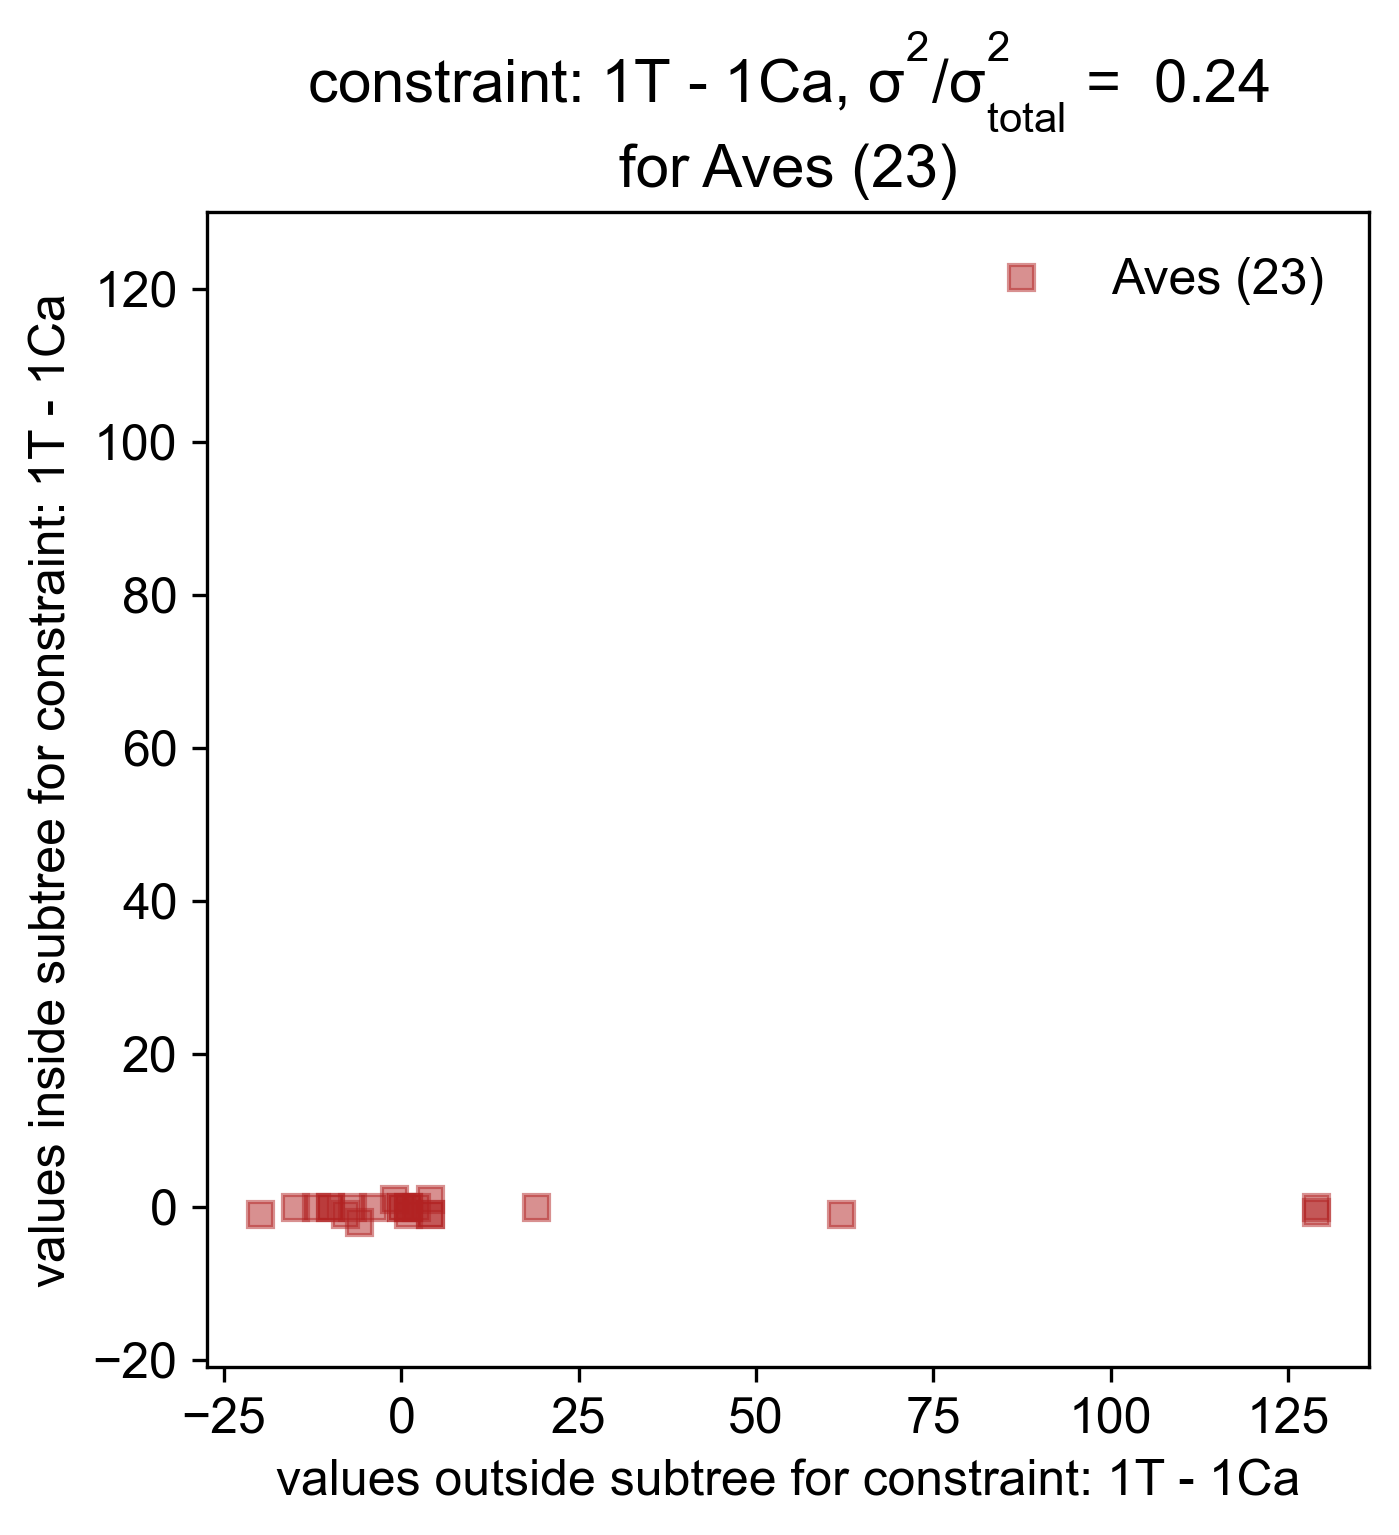 constraint: 1T - 1Ca, σ²/σ²total = 0.24
for Aves (23)
Aves (23)
values inside subtree for constraint: 1T - 1Ca
120
100
80
60
40
20
0
−20
−25 0 25 50 75 100 125
values outside subtree for constraint: 1T - 1Ca